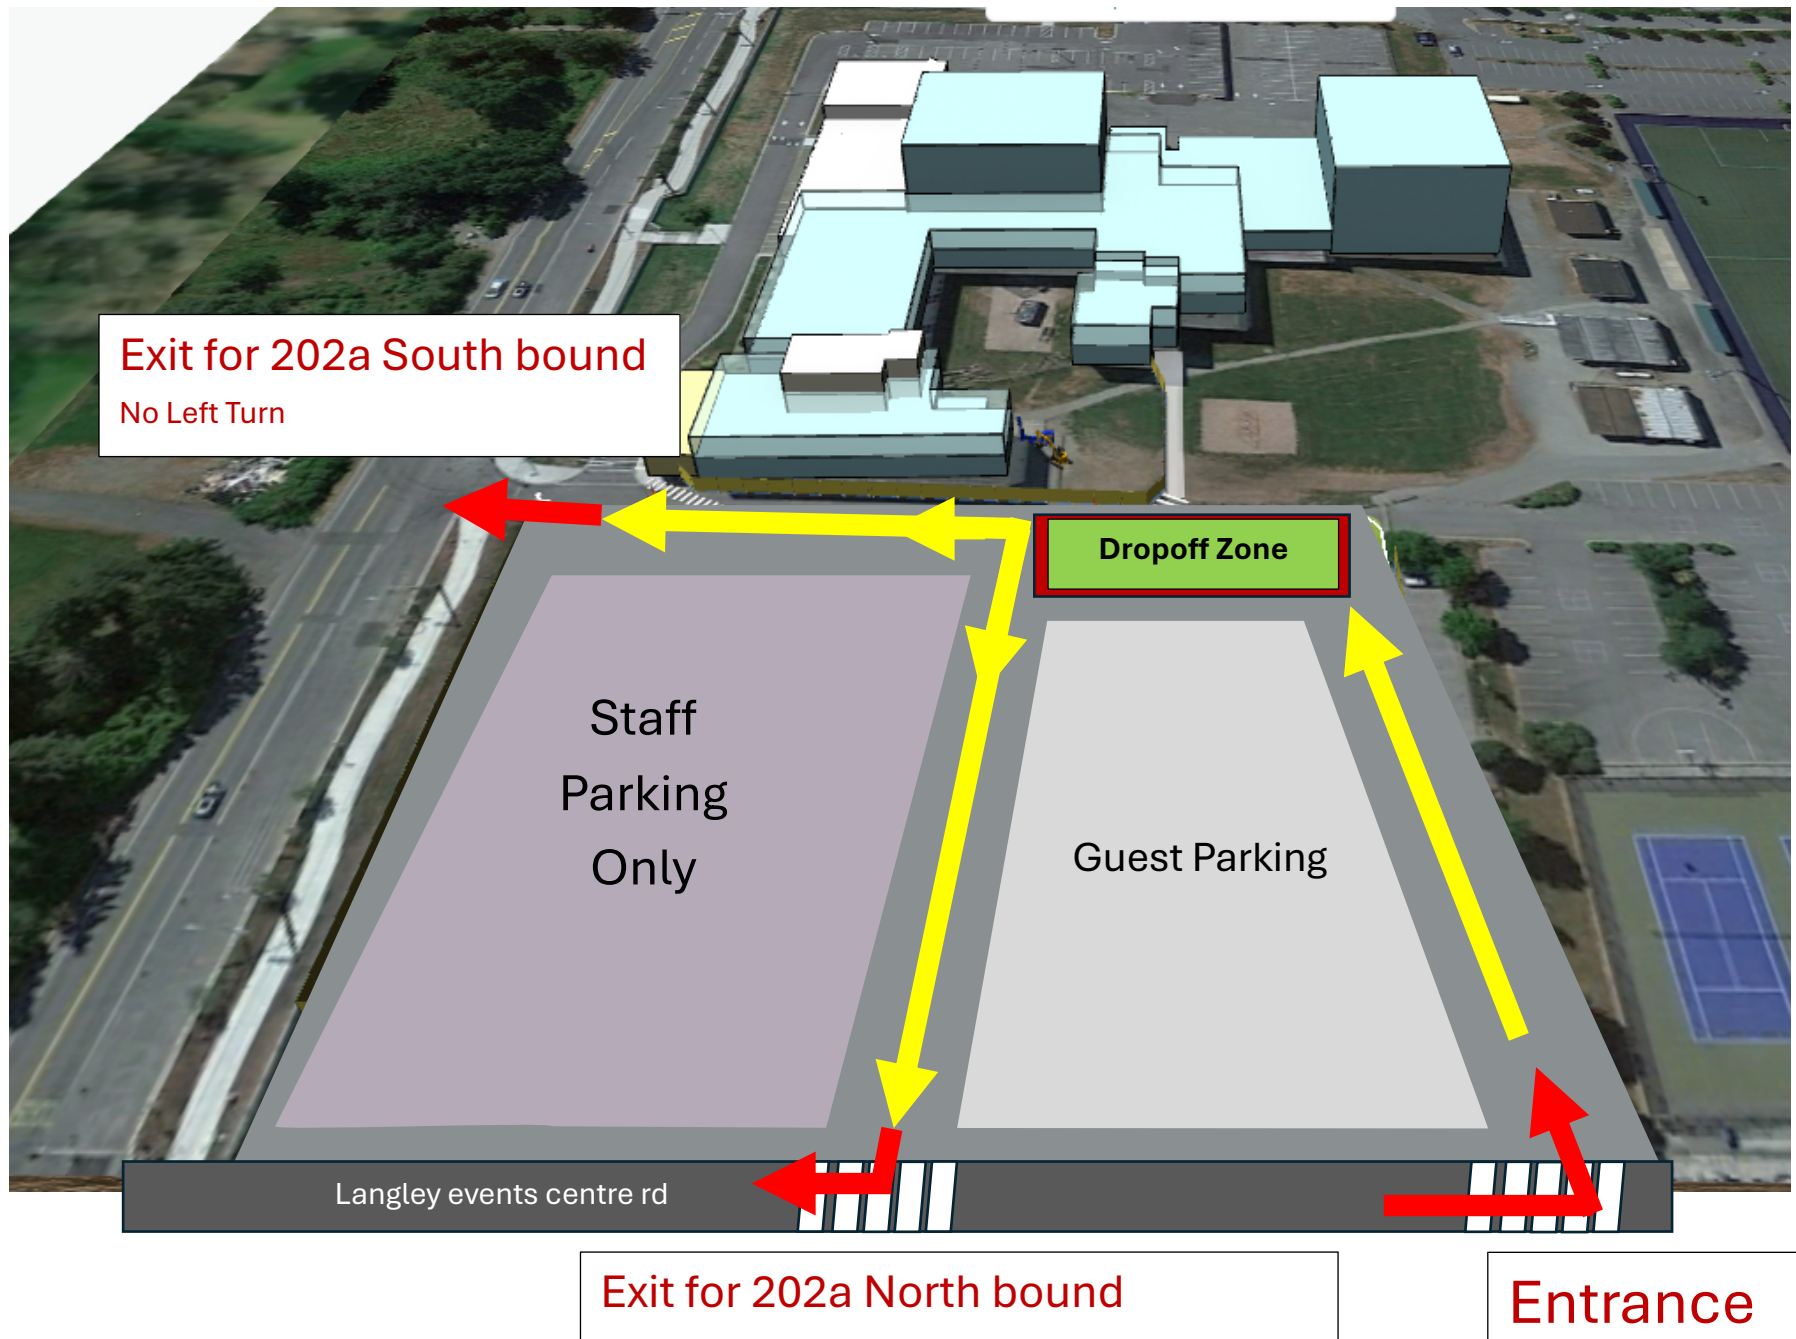 Exit for 202a South bound
No Left Turn
Dropoff Zone
Staff
Parking
Only
Guest Parking
Langley events centre rd
Exit for 202a North bound
Entrance